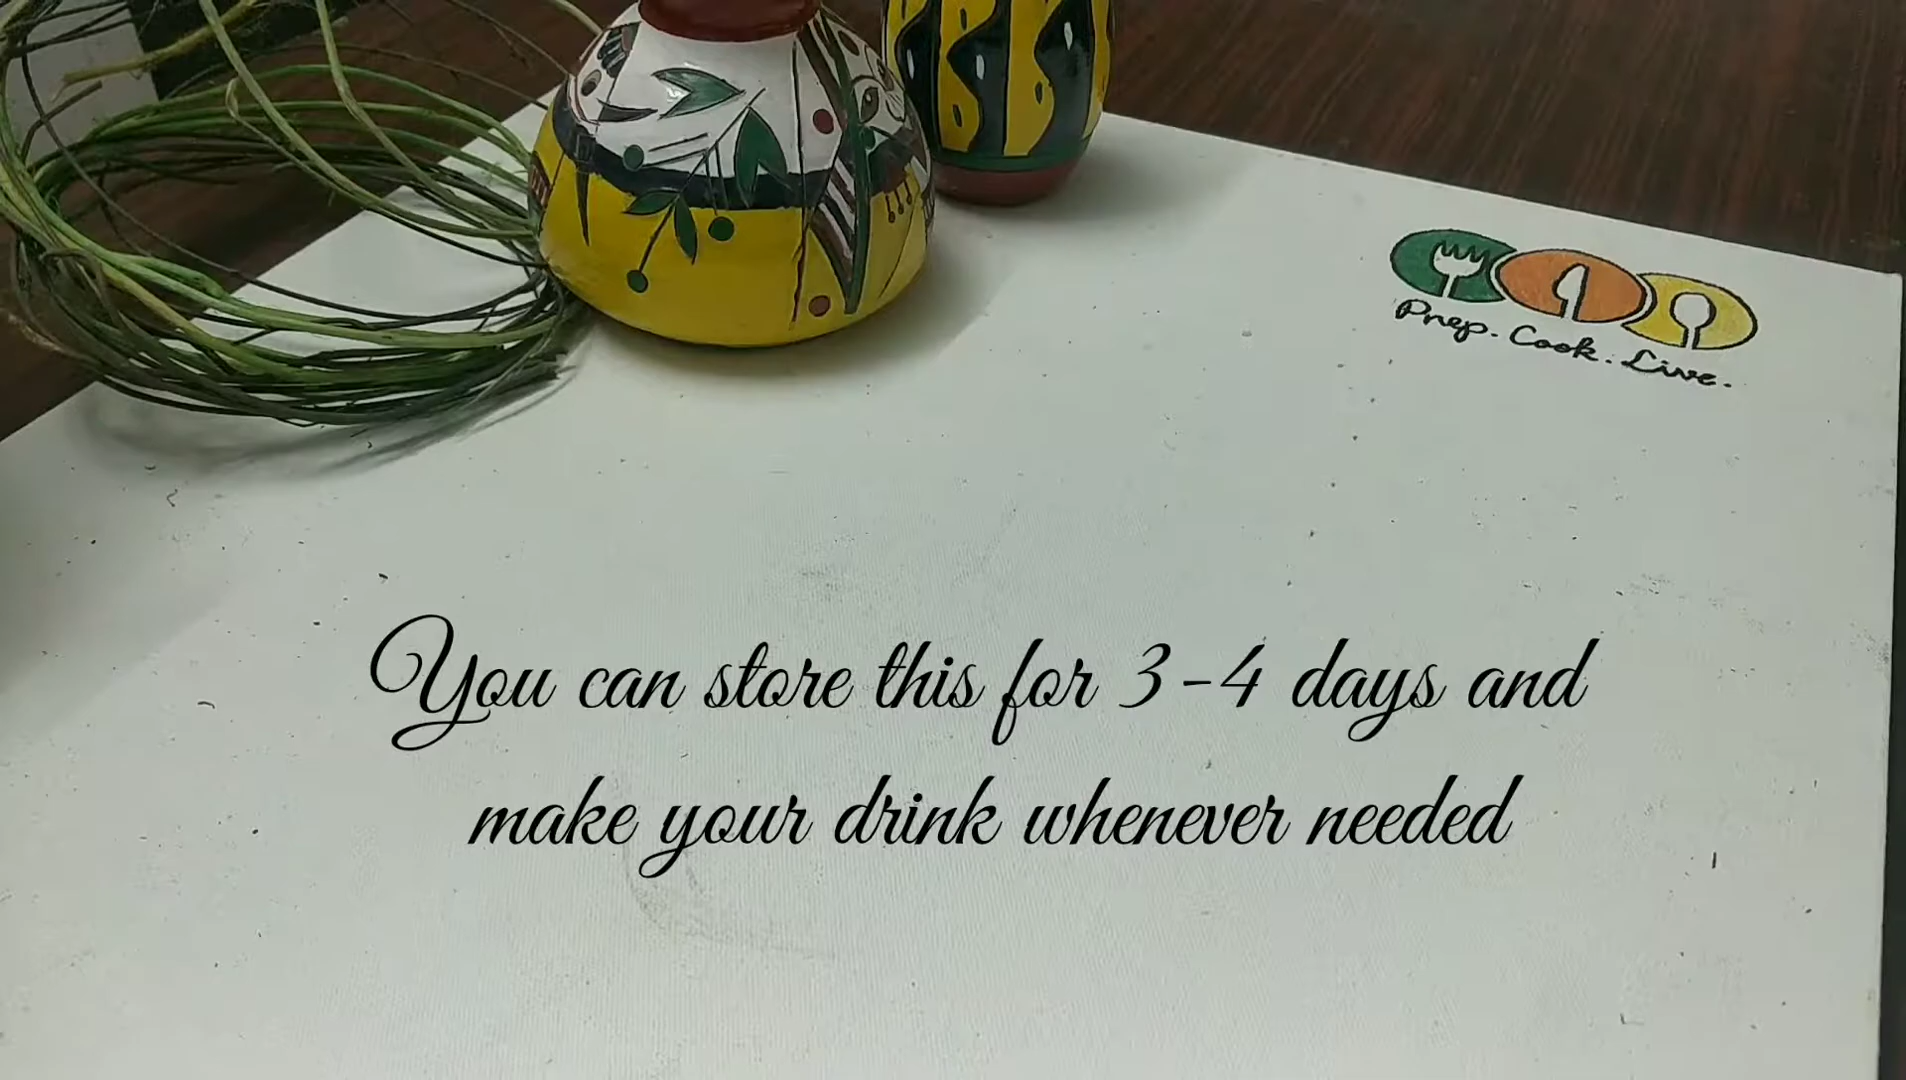 Prep. Cook. Live.
You can store this for 3-4 days and
make your drink whenever needed